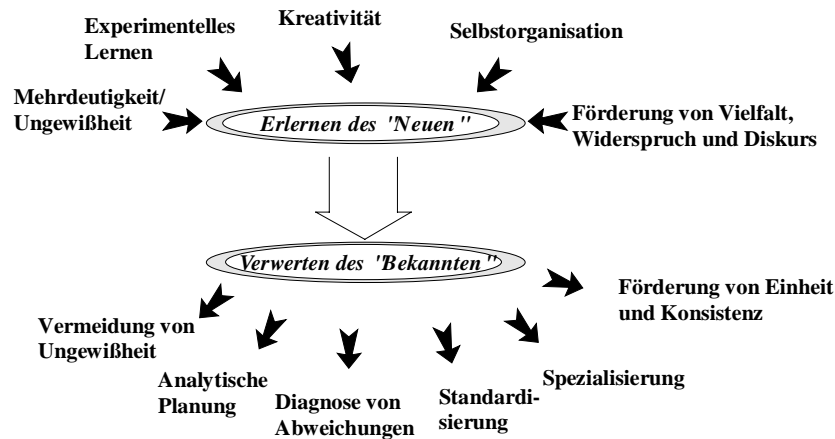 Experimentelles
Lernen
Kreativität
Selbstorganisation
Mehrdeutigkeit/
Ungewißheit
Erlernen des "Neuen"
Förderung von Vielfalt,
Widerspruch und Diskurs
Verwerten des "Bekannten"
Förderung von Einheit
und Konsistenz
Vermeidung von
Ungewißheit
Analytische
Planung
Diagnose von
Abweichungen
Standardi-
sierung
Spezialisierung